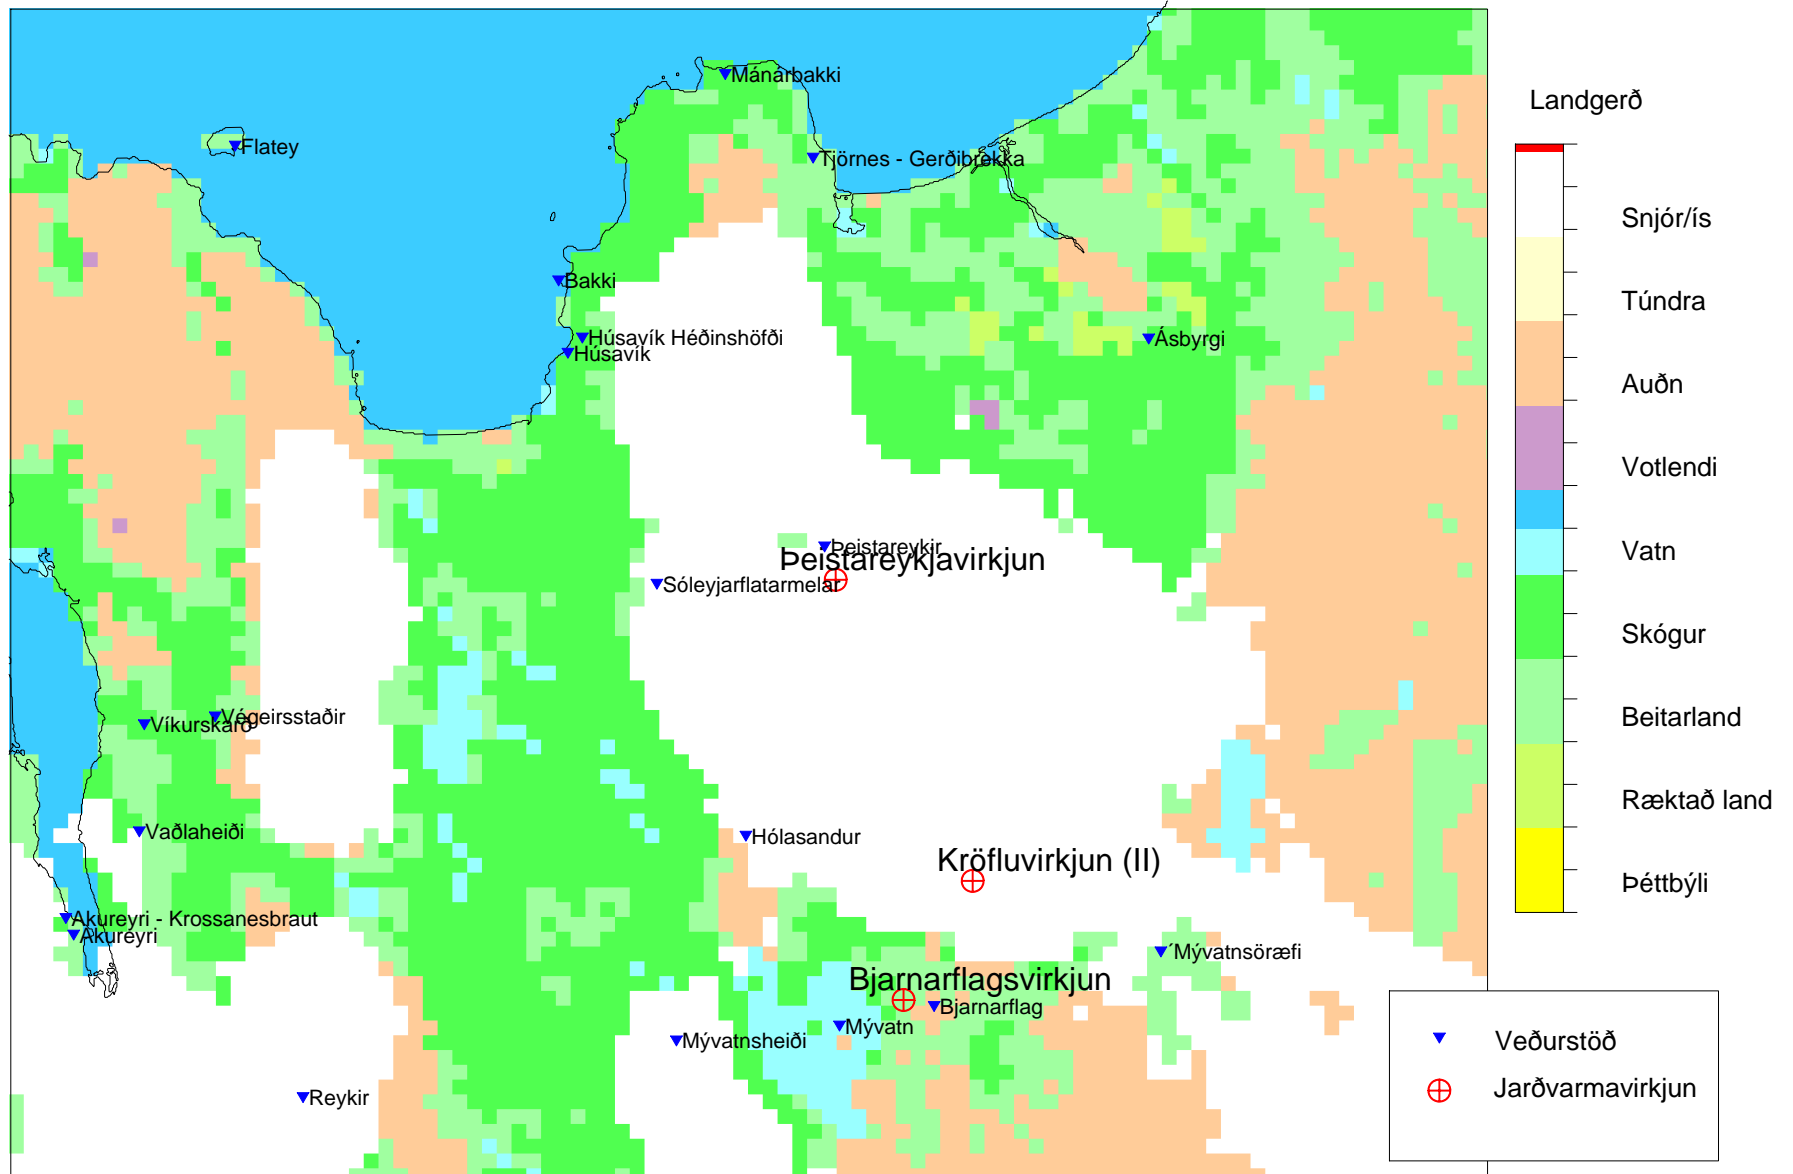 Mánárbakki
Landgerð
Flatey
Tjörnes - Gerðibrekka
Snjór/ís
Bakki
Túndra
Húsavík Héðinshöfði
Húsavík
Ásbyrgi
Auðn
Votlendi
Þeistareykir
Þeistareykjavirkjun
Vatn
Sóleyjarflatarmelar
Skógur
Végeirsstaðir
Víkurskarð
Beitarland
Ræktað land
Vaðlaheiði
Hólasandur
Kröfluvirkjun (II)
Þéttbýli
Akureyri - Krossanesbraut
Akureyri
´Mývatnsöræfi
Bjarnarflagsvirkjun
Bjarnarflag
Mývatn
Mývatnsheiði
Veðurstöð
Reykir
Jarðvarmavirkjun